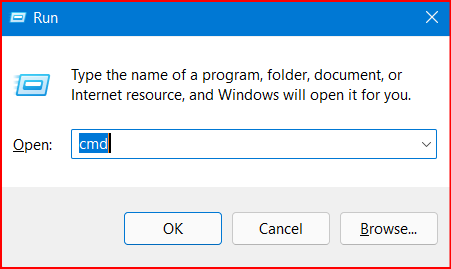 Run
Type the name of a program, folder, document, or
Internet resource, and Windows will open it for you.
Open: cmd
OK Cancel Browse...